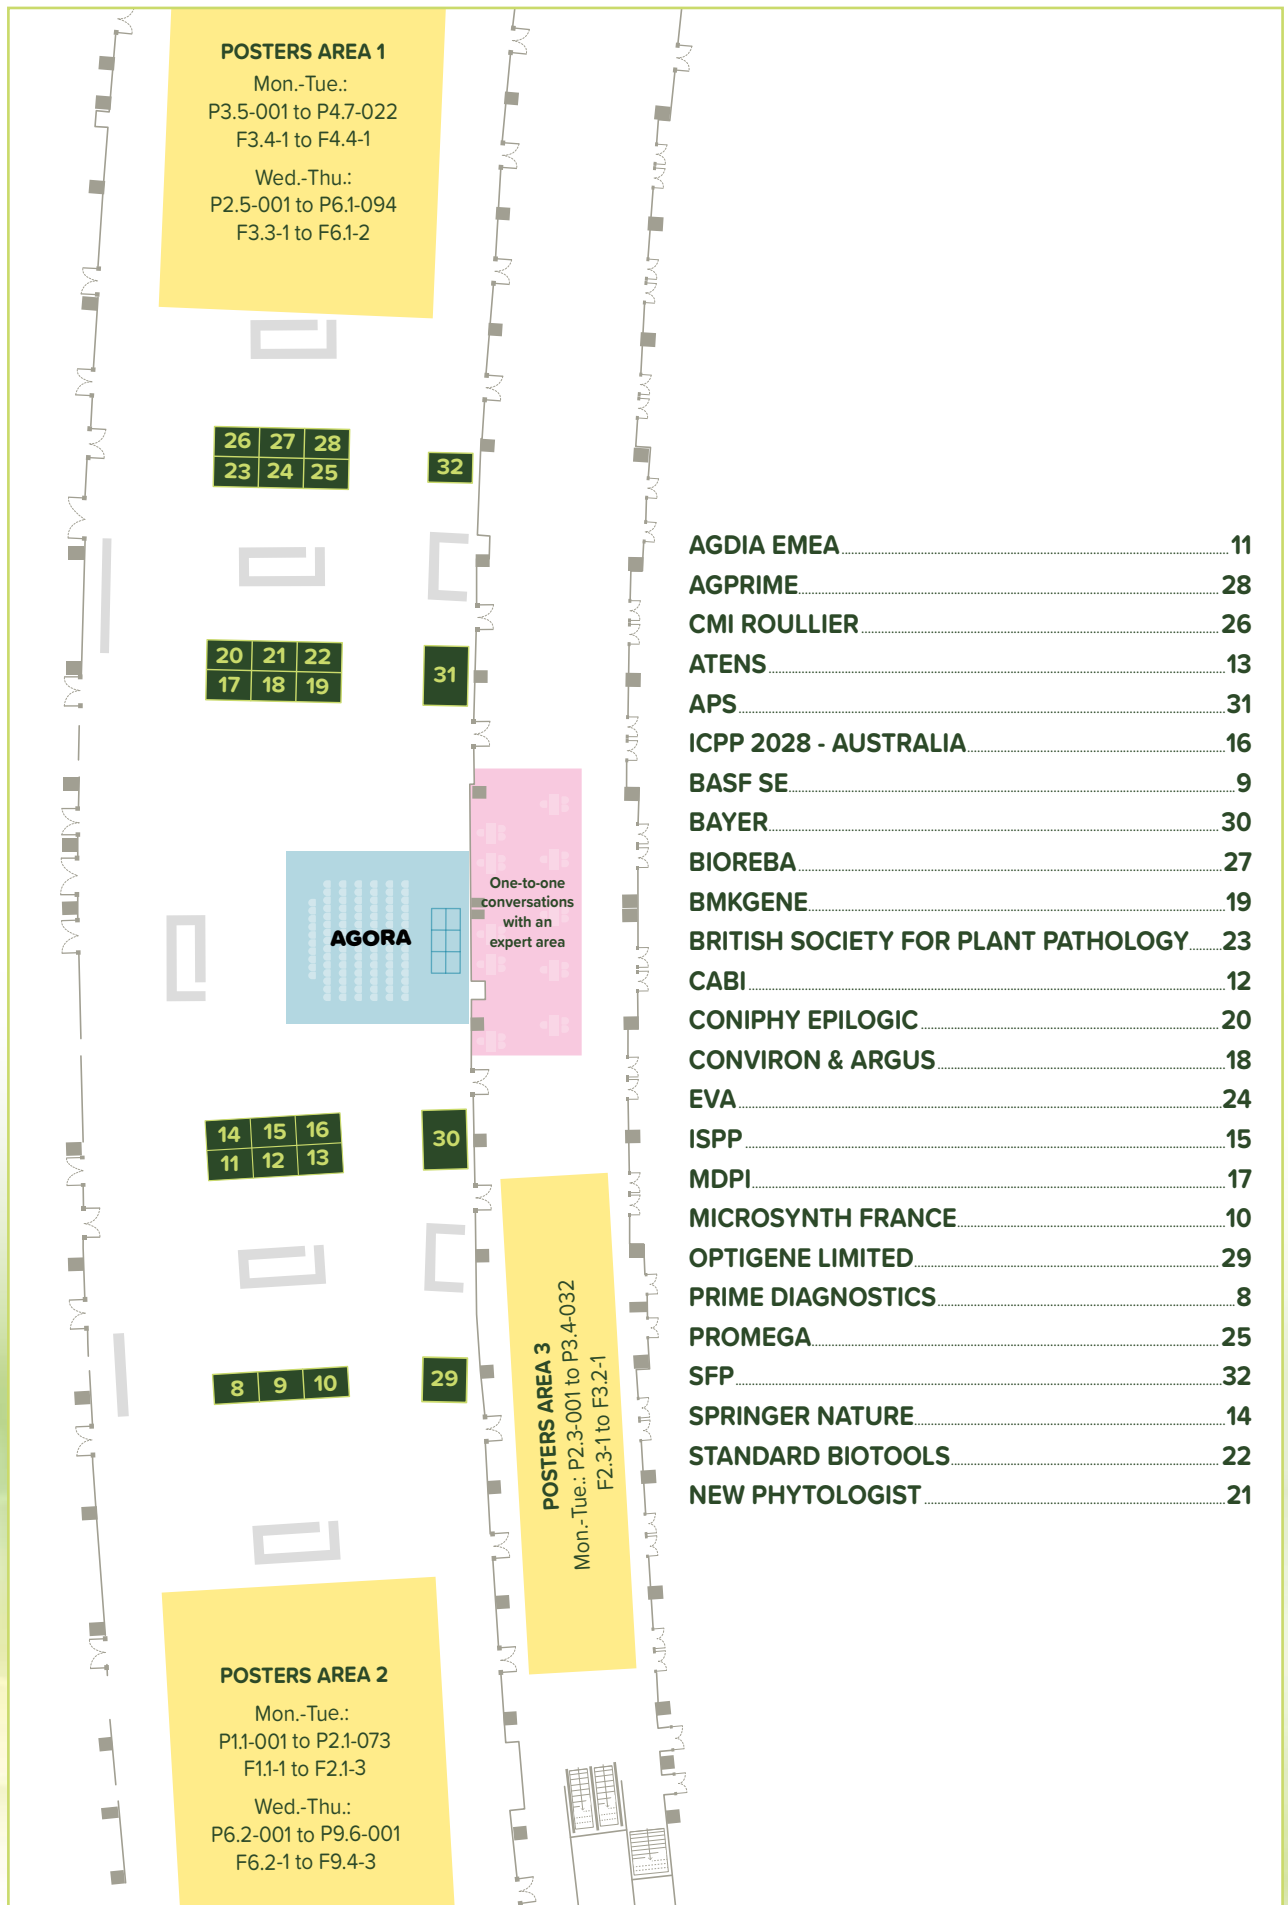 POSTERS AREA 1
Mon.-Tue.:
P3.5-001 to P4.7-022
F3.4-1 to F4.4-1
Wed.-Thu.:
P2.5-001 to P6.1-094
F3.3-1 to F6.1-2
26 27 28
23 24 25
32
20 21 22
17 18 19
31
One-to-one
conversations
with an
expert area
AGORA
14 15 16
11 12 13
30
8 9 10
29
POSTERS AREA 3
Mon.-Tue.: P2.3-001 to P3.4-032
F2.3-1 to F3.2-1
POSTERS AREA 2
Mon.-Tue.:
P1.1-001 to P2.1-073
F1.1-1 to F2.1-3
Wed.-Thu.:
P6.2-001 to P9.6-001
F6.2-1 to F9.4-3
AGDIA EMEA 11
AGPRIME 28
CMI ROULLIER 26
ATENS 13
APS 31
ICPP 2028 - AUSTRALIA 16
BASF SE 9
BAYER 30
BIOREBA 27
BMKGENE 19
BRITISH SOCIETY FOR PLANT PATHOLOGY 23
CABI 12
CONIPHY EPILOGIC 20
CONVIRON & ARGUS 18
EVA 24
ISPP 15
MDPI 17
MICROSYNTH FRANCE 10
OPTIGENE LIMITED 29
PRIME DIAGNOSTICS 8
PROMEGA 25
SFP 32
SPRINGER NATURE 14
STANDARD BIOTOOLS 22
NEW PHYTOLOGIST 21